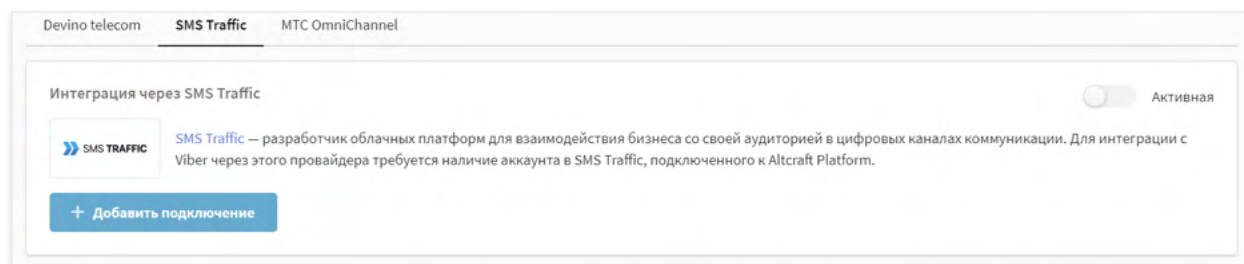 Devino telecom SMS Traffic МТС OmniChannel
Интеграция через SMS Traffic
Активная
SMS TRAFFIC
SMS Traffic — разработчик облачных платформ для взаимодействия бизнеса со своей аудиторией в цифровых каналах коммуникации. Для интеграции с
Viber через этого провайдера требуется наличие аккаунта в SMS Traffic, подключенного к Altcraft Platform.
+ Добавить подключение